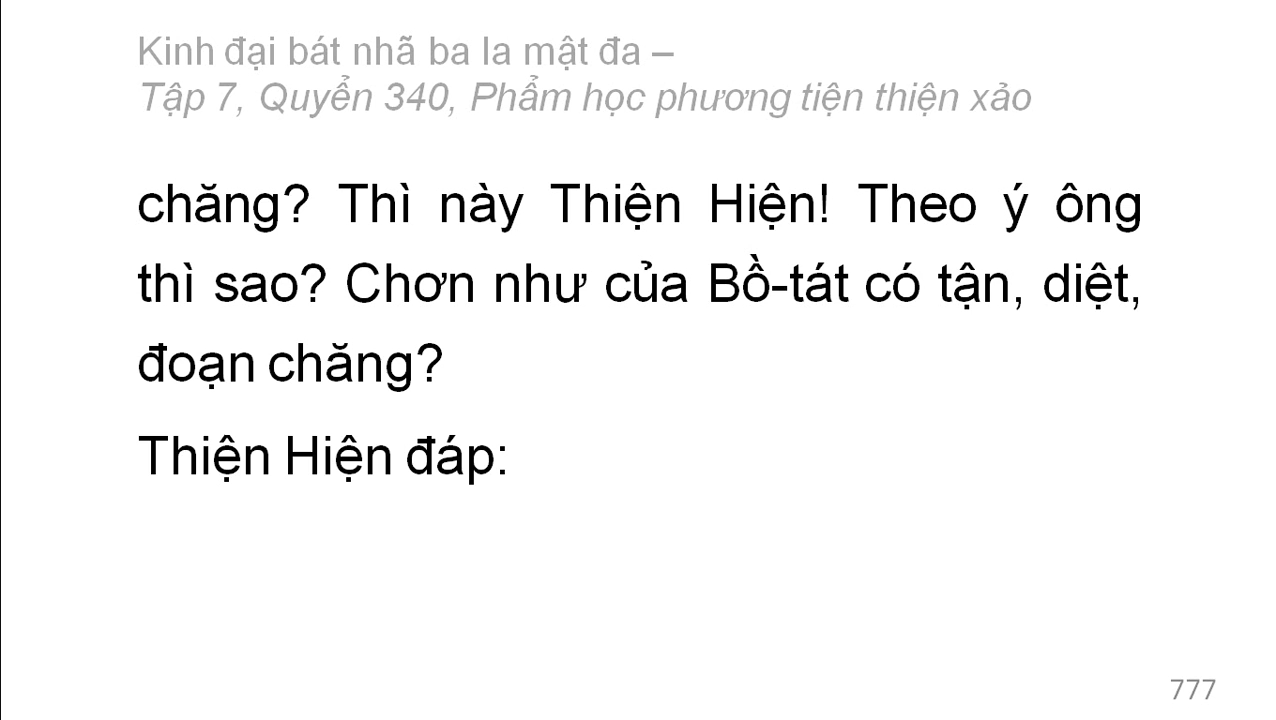 Kinh đại bát nhã ba la mật đa –
Tập 7, Quyển 340, Phẩm học phương tiện thiện xảo
chăng? Thì này Thiện Hiện! Theo ý ông
thì sao? Chơn như của Bồ-tát có tận, diệt,
đoạn chăng?
Thiện Hiện đáp:
777